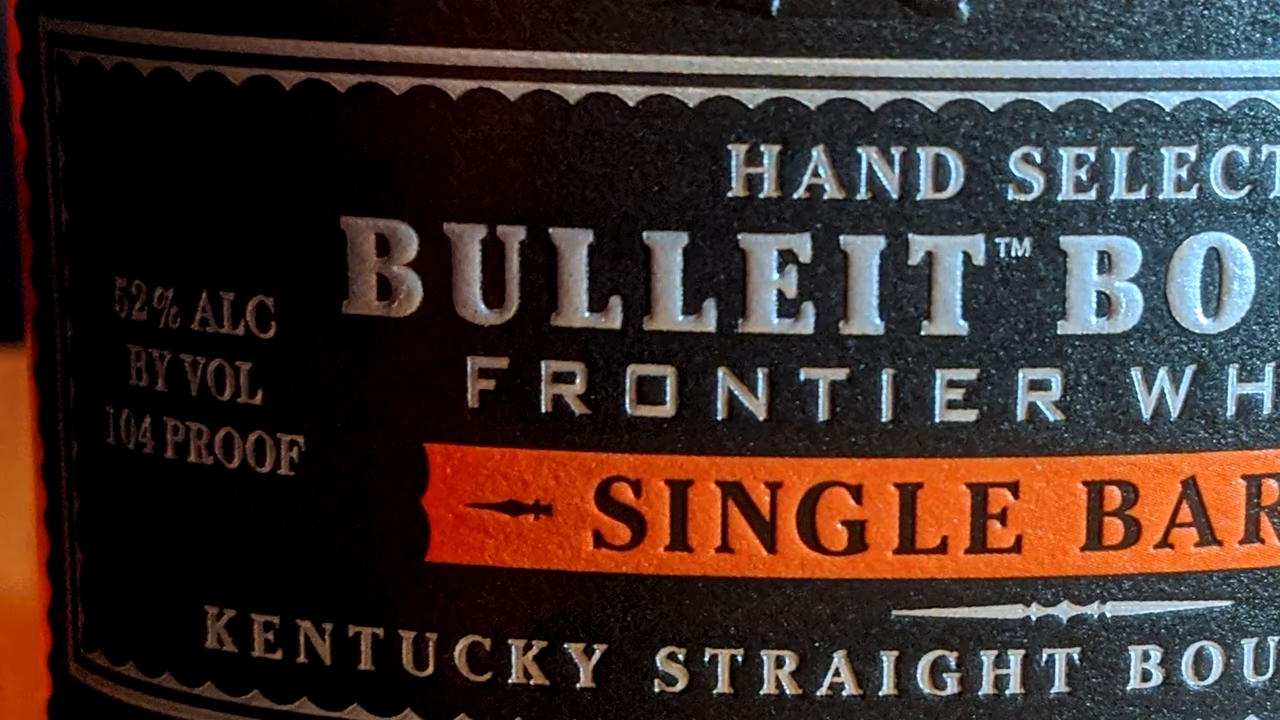 HAND SELECT
BULLEIT™ BO
FRONTIER WH
52% ALC
BY VOL
104 PROOF
SINGLE BAR
KENTUCKY STRAIGHT BOU